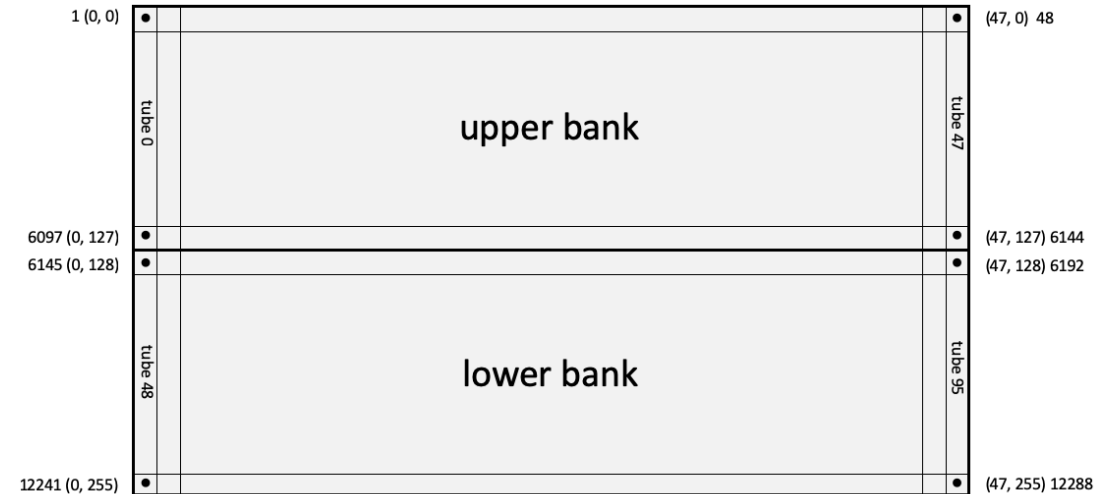 1 (0, 0)
(47, 0) 48
tube 0
upper bank
tube 47
6097 (0, 127)
(47, 127) 6144
6145 (0, 128)
(47, 128) 6192
tube 48
lower bank
tube 95
12241 (0, 255)
(47, 255) 12288